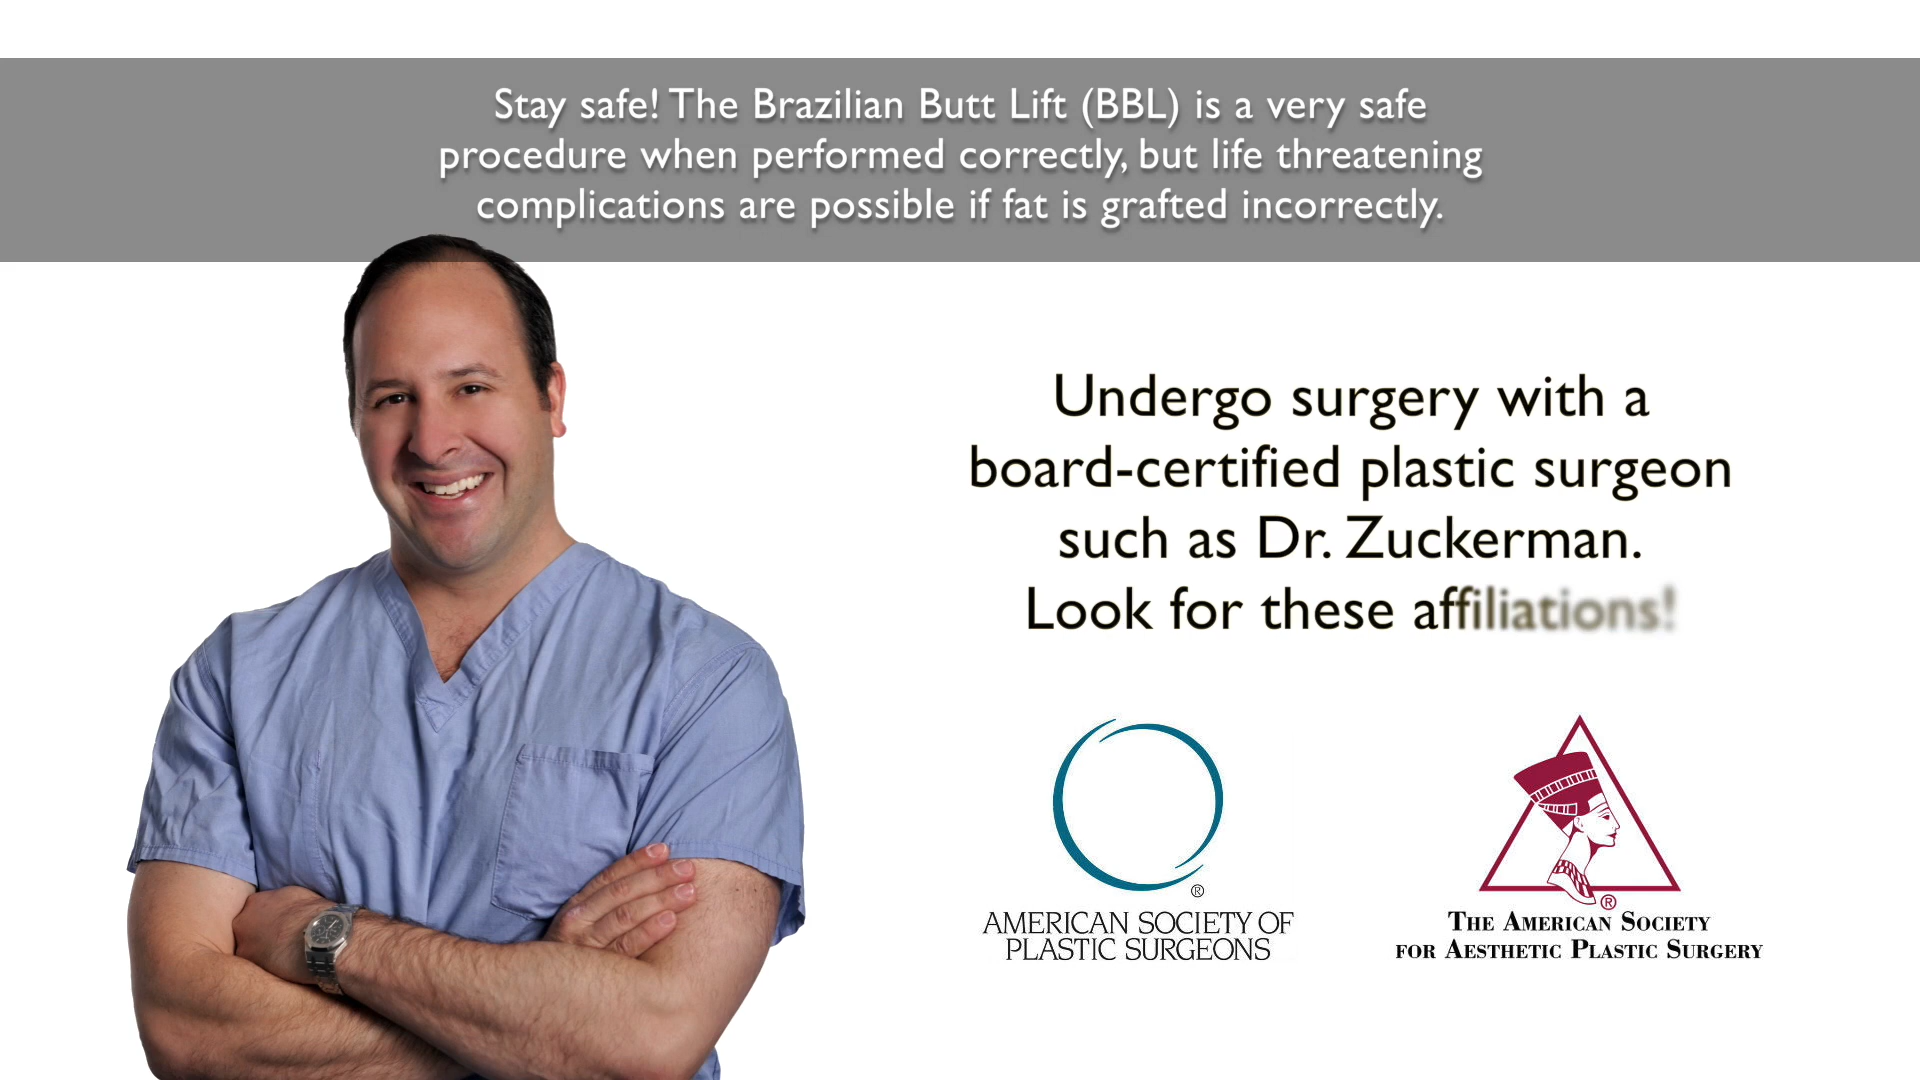 Stay safe! The Brazilian Butt Lift (BBL) is a very safe
procedure when performed correctly, but life threatening
complications are possible if fat is grafted incorrectly.
Undergo surgery with a
board-certified plastic surgeon
such as Dr. Zuckerman.
Look for these affiliations!
®
AMERICAN SOCIETY OF
PLASTIC SURGEONS
®
THE AMERICAN SOCIETY
FOR AESTHETIC PLASTIC SURGERY